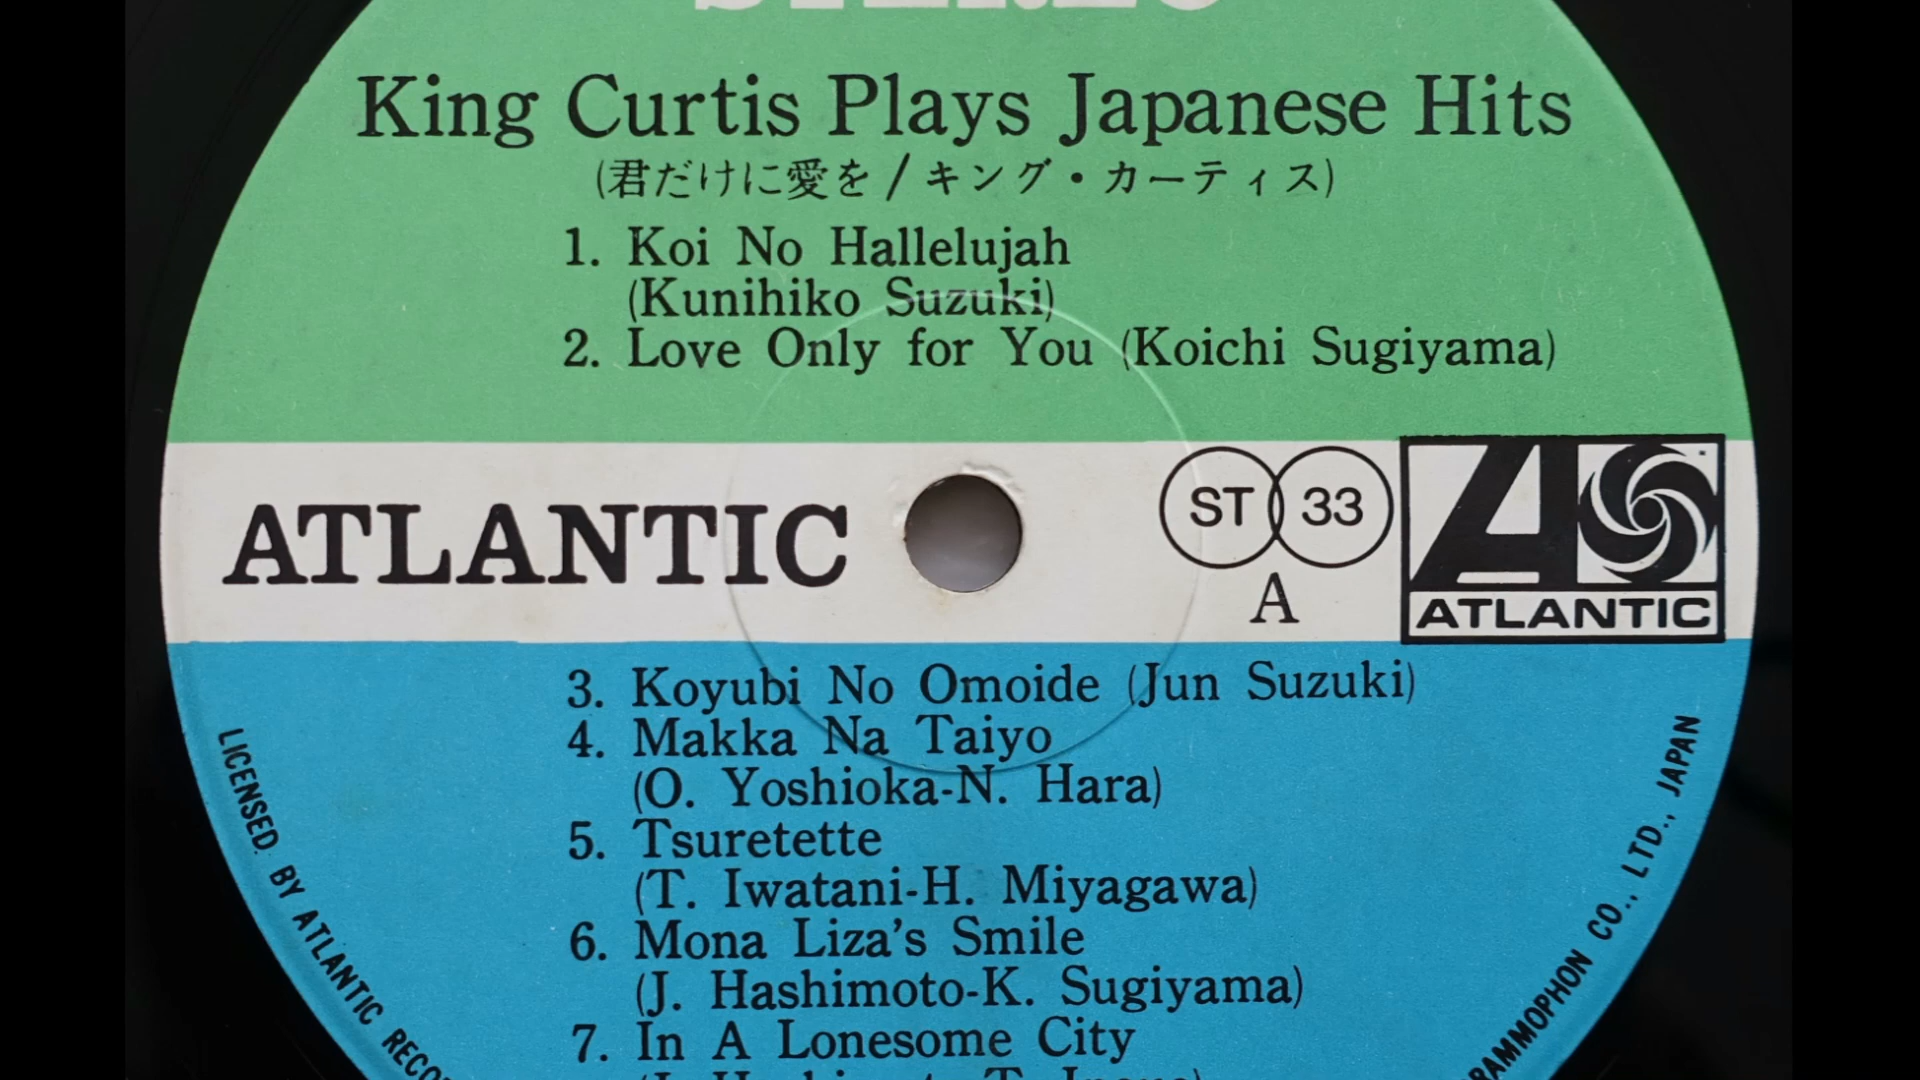 STEREO
King Curtis Plays Japanese Hits
(君だけに愛を/キング・カーティス)
1. Koi No Hallelujah
(Kunihiko Suzuki)
2. Love Only for You (Koichi Sugiyama)
ATLANTIC
ST 33
A
ATLANTIC
3. Koyubi No Omoide (Jun Suzuki)
4. Makka Na Taiyo
(O. Yoshioka-N. Hara)
5. Tsuretette
(T. Iwatani-H. Miyagawa)
6. Mona Liza's Smile
(J. Hashimoto-K. Sugiyama)
7. In A Lonesome City
LICENSED BY ATLANTIC
CO., LTD., JAPAN